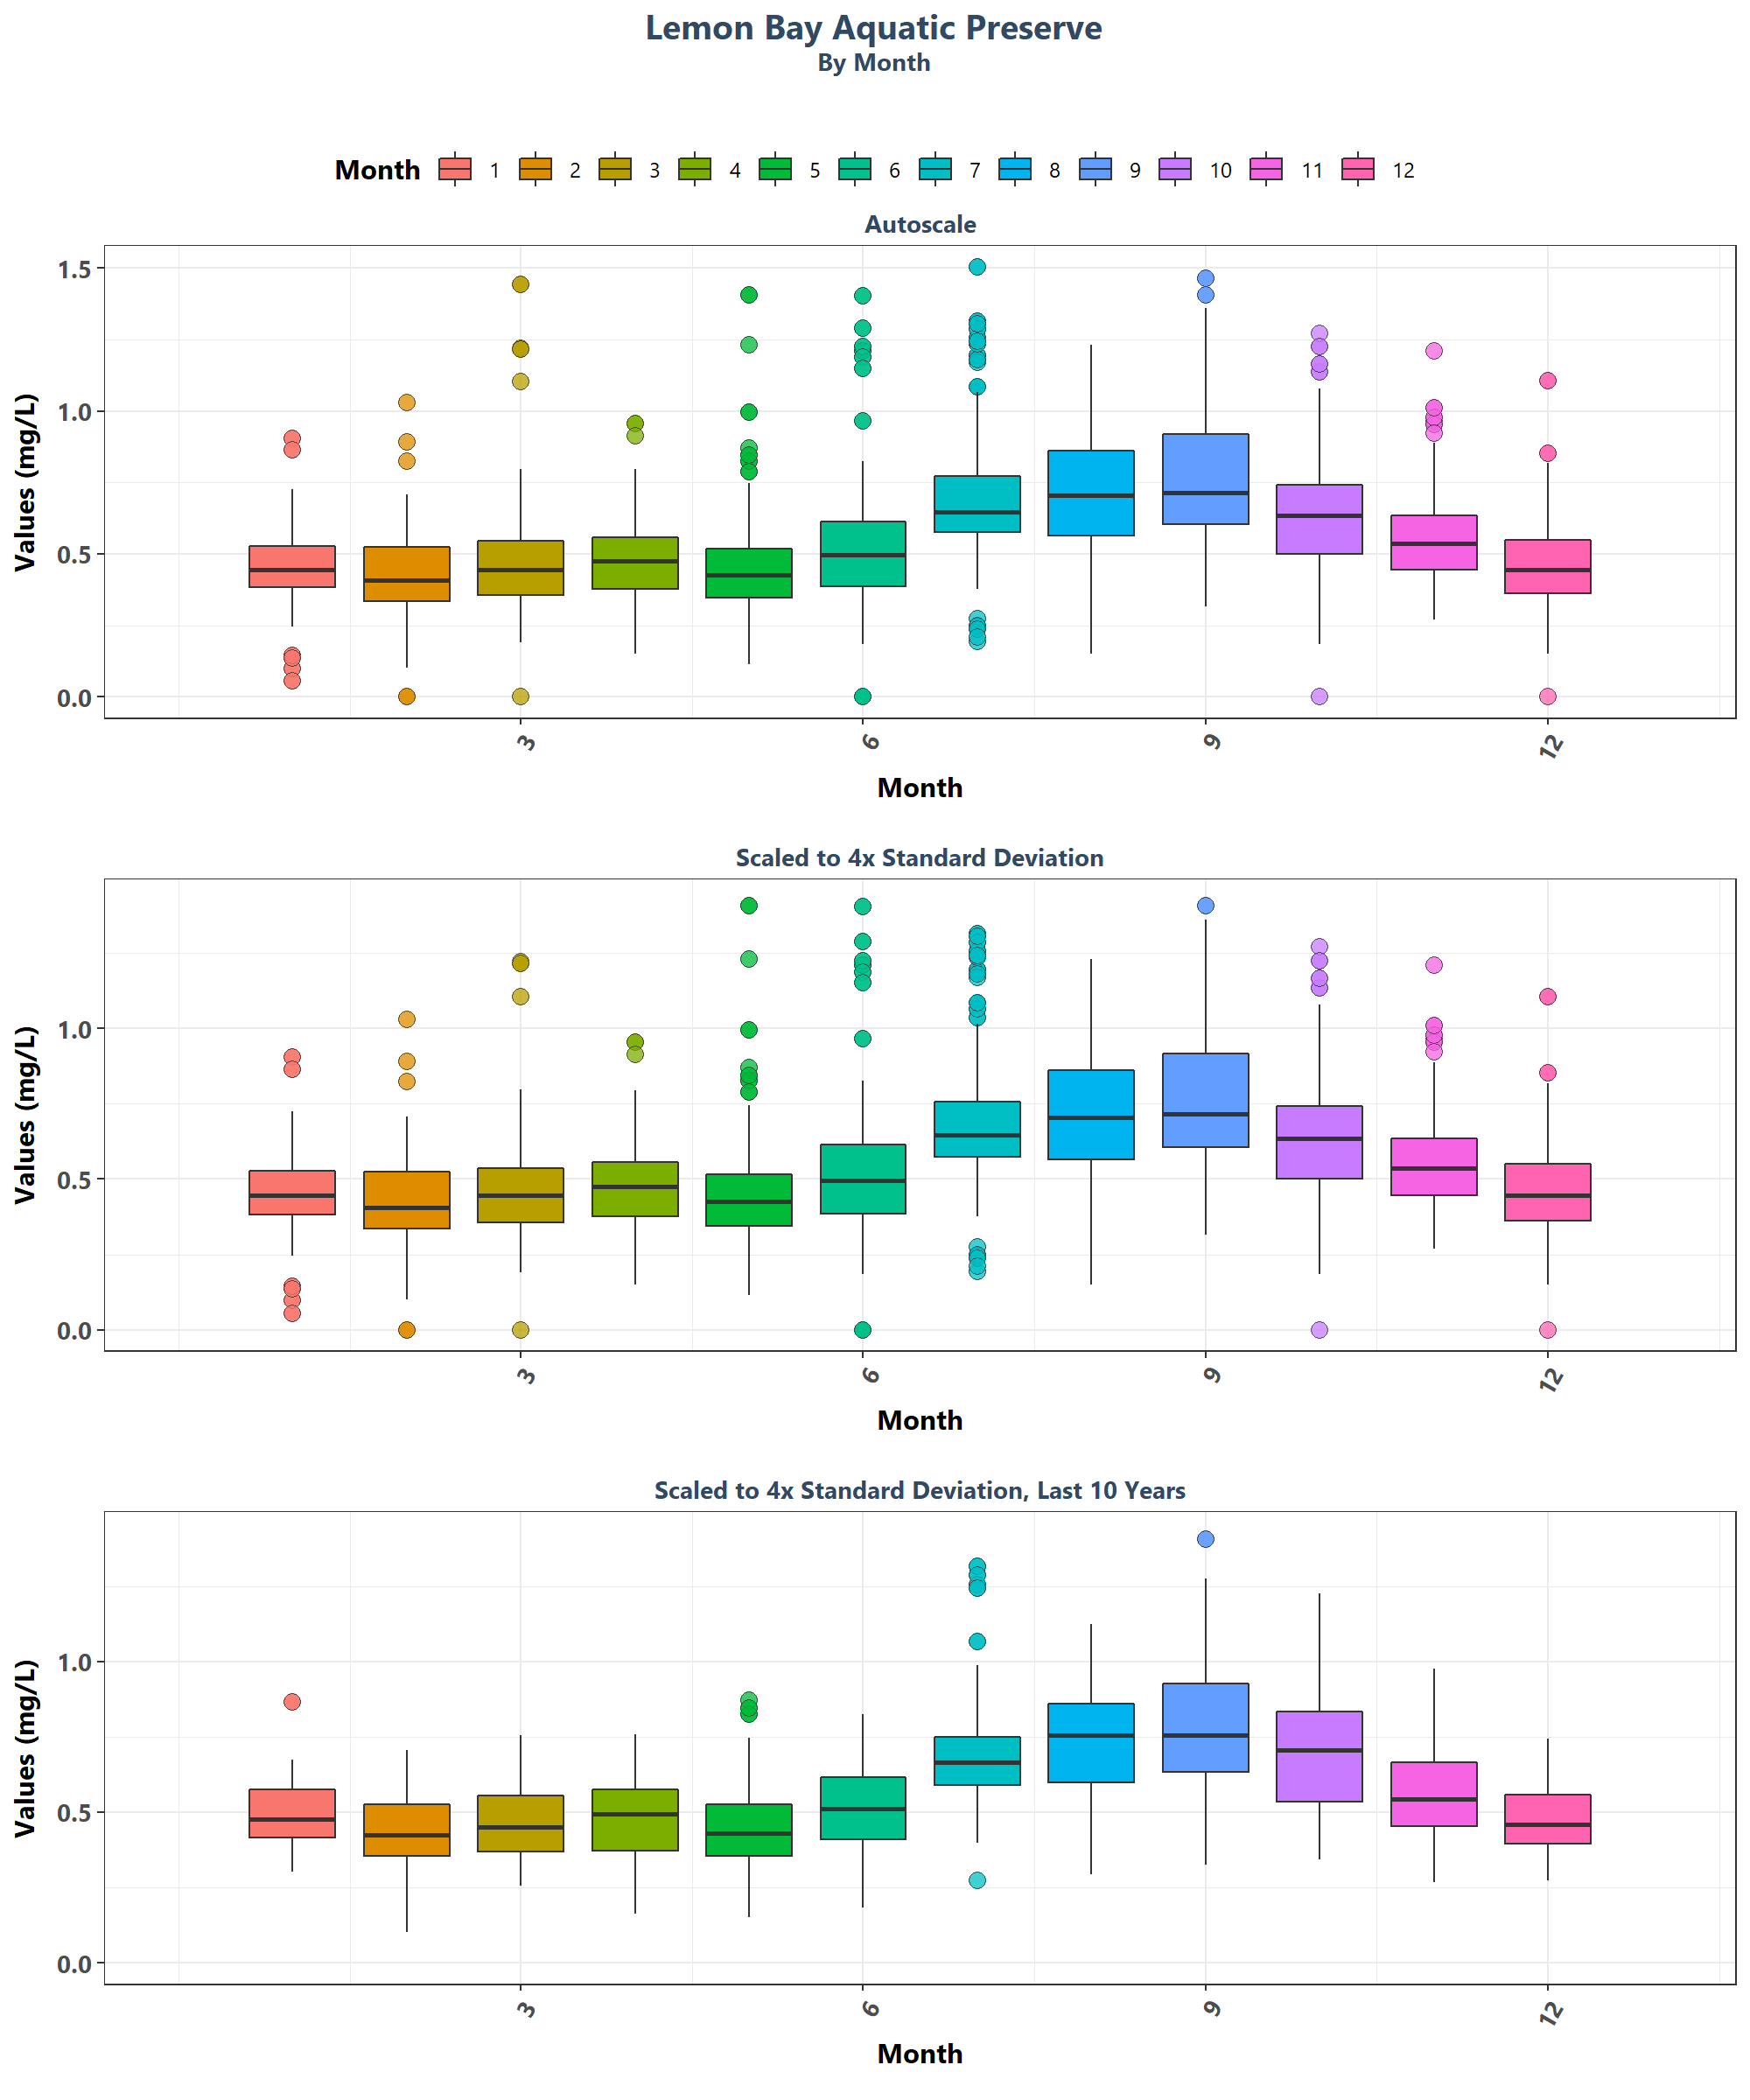 Lemon Bay Aquatic Preserve
By Month
Month 1 2 3 4 5 6 7 8 9 10 11 12
Autoscale
Values (mg/L)
1.5
1.0
0.5
0.0
3 6 9 12
Month
Scaled to 4x Standard Deviation
Values (mg/L)
1.0
0.5
0.0
3 6 9 12
Month
Scaled to 4x Standard Deviation, Last 10 Years
Values (mg/L)
1.0
0.5
0.0
3 6 9 12
Month